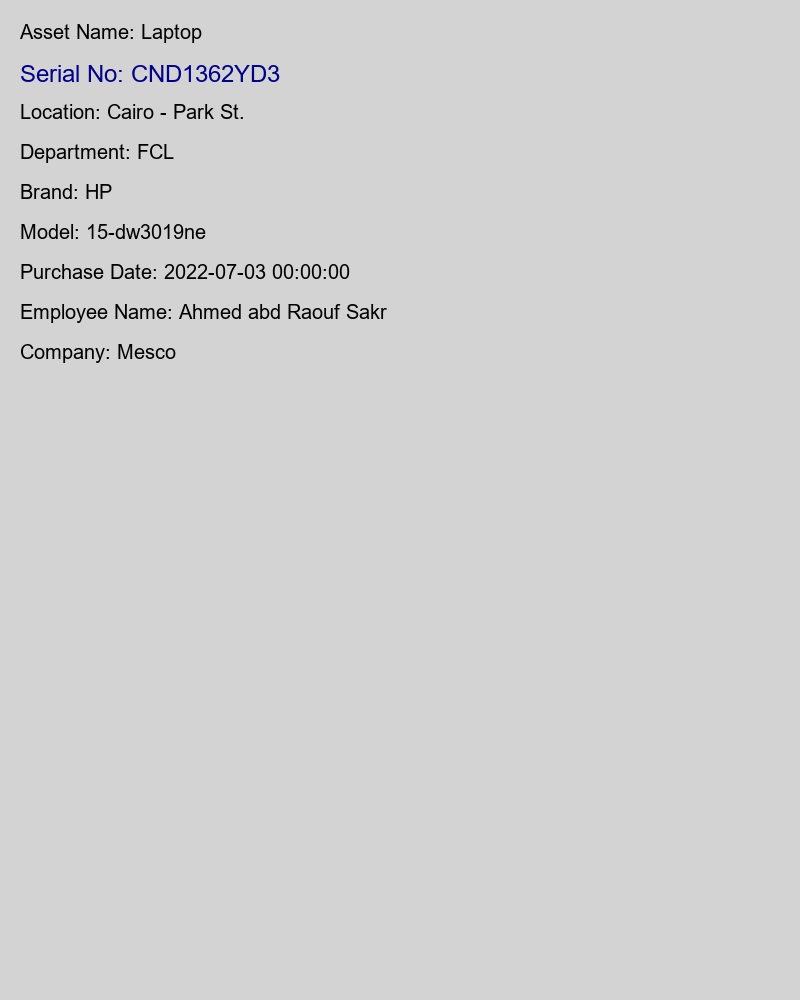 Asset Name: Laptop
Serial No: CND1362YD3
Location: Cairo - Park St.
Department: FCL
Brand: HP
Model: 15-dw3019ne
Purchase Date: 2022-07-03 00:00:00
Employee Name: Ahmed abd Raouf Sakr
Company: Mesco